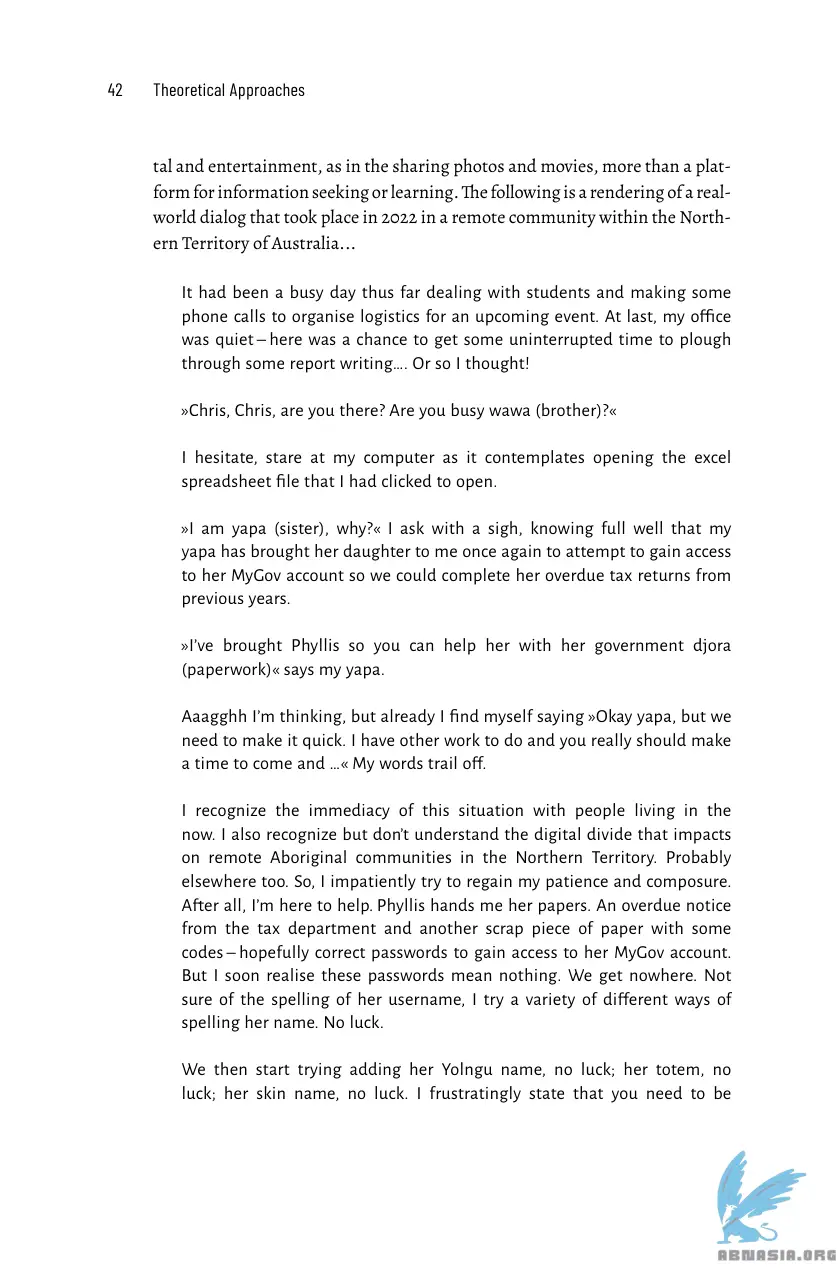 42 Theoretical Approaches
tal and entertainment, as in the sharing photos and movies, more than a plat-
form for information seeking or learning. The following is a rendering of a real-
world dialog that took place in 2022 in a remote community within the North-
ern Territory of Australia...
It had been a busy day thus far dealing with students and making some
phone calls to organise logistics for an upcoming event. At last, my office
was quiet – here was a chance to get some uninterrupted time to plough
through some report writing…. Or so I thought!
»Chris, Chris, are you there? Are you busy wawa (brother)?«
I hesitate, stare at my computer as it contemplates opening the excel
spreadsheet file that I had clicked to open.
»I am yapa (sister), why?« I ask with a sigh, knowing full well that my
yapa has brought her daughter to me once again to attempt to gain access
to her MyGov account so we could complete her overdue tax returns from
previous years.
»I’ve brought Phyllis so you can help her with her government djora
(paperwork)« says my yapa.
Aaagghh I’m thinking, but already I find myself saying »Okay yapa, but we
need to make it quick. I have other work to do and you really should make
a time to come and …« My words trail off.
I recognize the immediacy of this situation with people living in the
now. I also recognize but don’t understand the digital divide that impacts
on remote Aboriginal communities in the Northern Territory. Probably
elsewhere too. So, I impatiently try to regain my patience and composure.
After all, I’m here to help. Phyllis hands me her papers. An overdue notice
from the tax department and another scrap piece of paper with some
codes – hopefully correct passwords to gain access to her MyGov account.
But I soon realise these passwords mean nothing. We get nowhere. Not
sure of the spelling of her username, I try a variety of different ways of
spelling her name. No luck.
We then start trying adding her Yolngu name, no luck; her totem, no
luck; her skin name, no luck. I frustratingly state that you need to be
ABNASIA.ORG